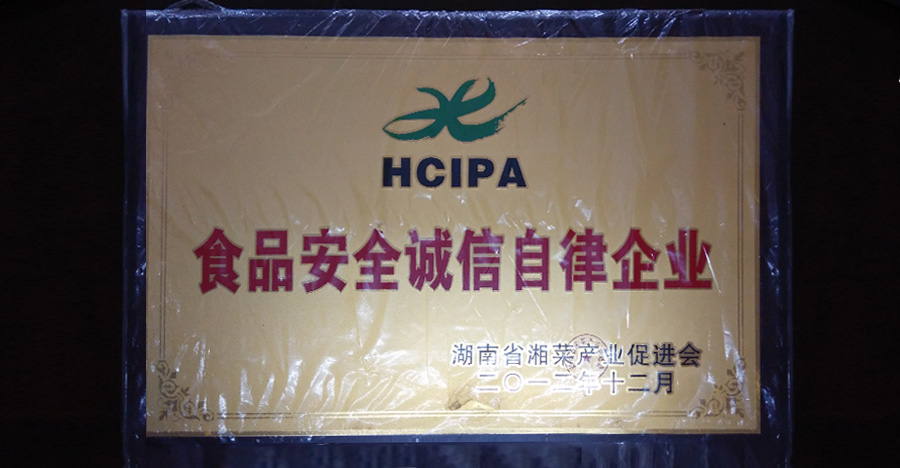 HCIPA
食品安全诚信自律企业
湖南省湘菜产业促进会
二〇一二年十二月